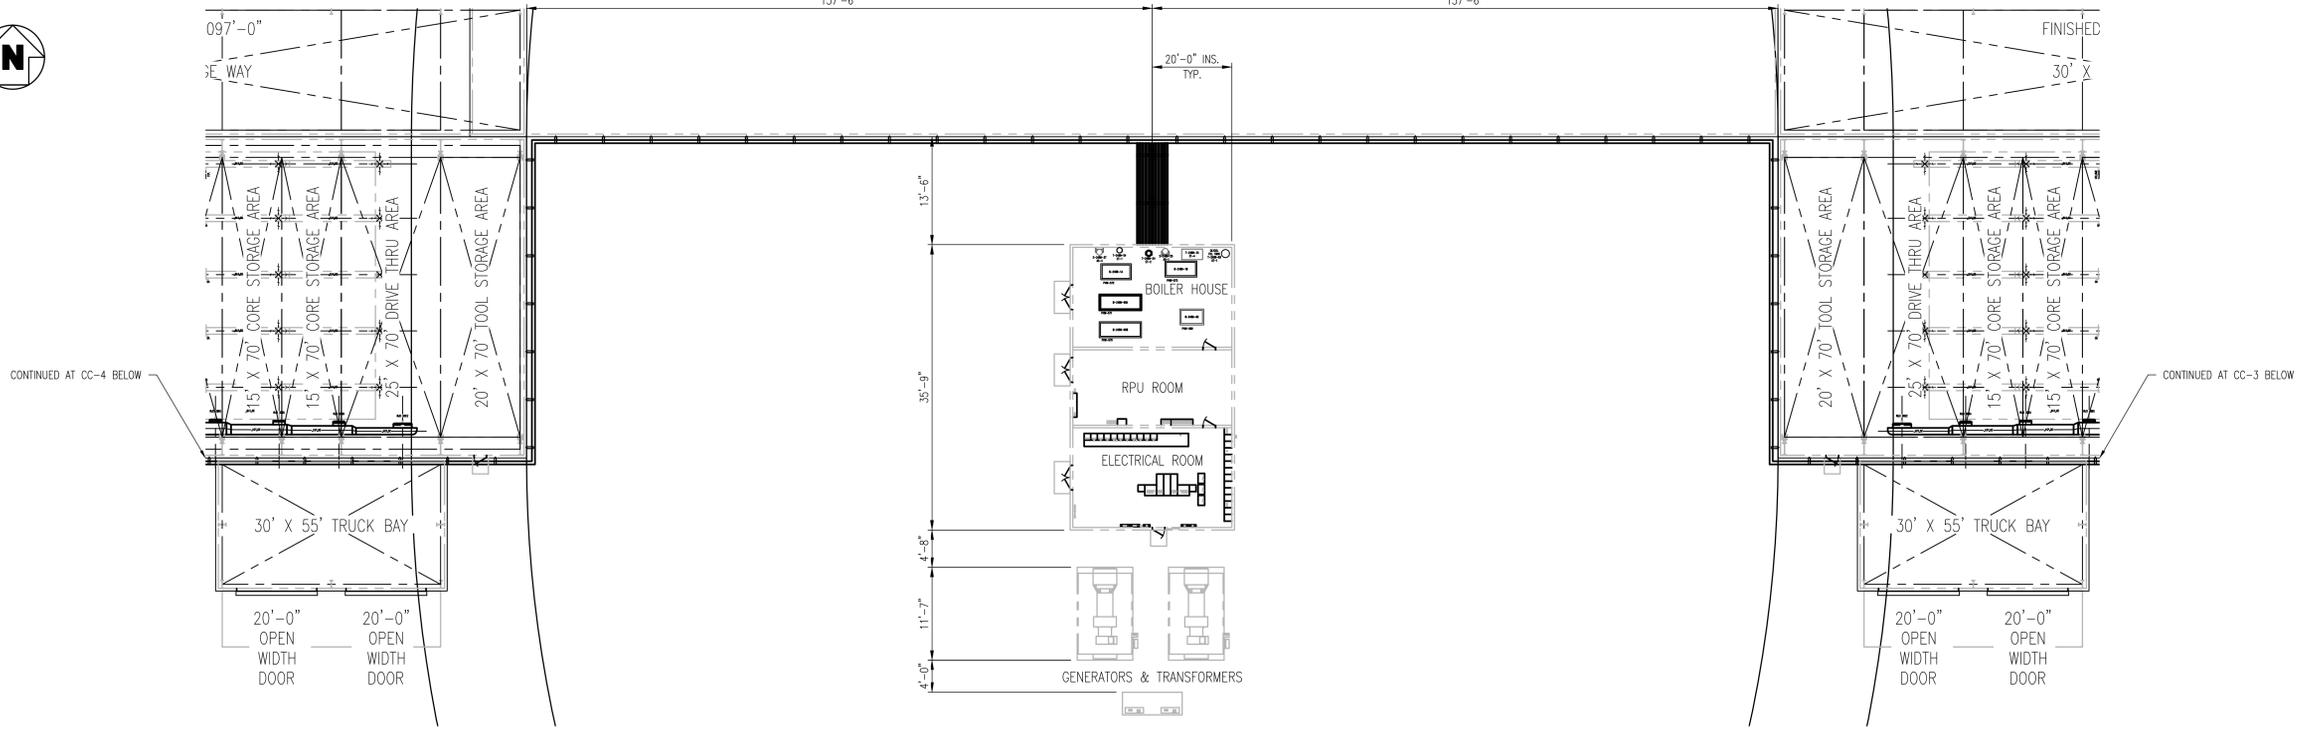 N
097'-0"
GE WAY
20'-0" INS.
TYP.
FINISHED
30' X
15' X 70' CORE STORAGE AREA
15' X 70' CORE STORAGE AREA
25' X 70' DRIVE THRU AREA
20' X 70' TOOL STORAGE AREA
13'-6"
BOILER HOUSE
35'-9"
RPU ROOM
ELECTRICAL ROOM
20' X 70' TOOL STORAGE AREA
25' X 70' DRIVE THRU AREA
15' X 70' CORE STORAGE AREA
15' X 70' CORE STORAGE AREA
CONTINUED AT CC-4 BELOW
CONTINUED AT CC-3 BELOW
30' X 55' TRUCK BAY
4'-8"
30' X 55' TRUCK BAY
11'-7"
20'-0"
OPEN
WIDTH
DOOR
20'-0"
OPEN
WIDTH
DOOR
4'-0"
GENERATORS & TRANSFORMERS
20'-0"
OPEN
WIDTH
DOOR
20'-0"
OPEN
WIDTH
DOOR